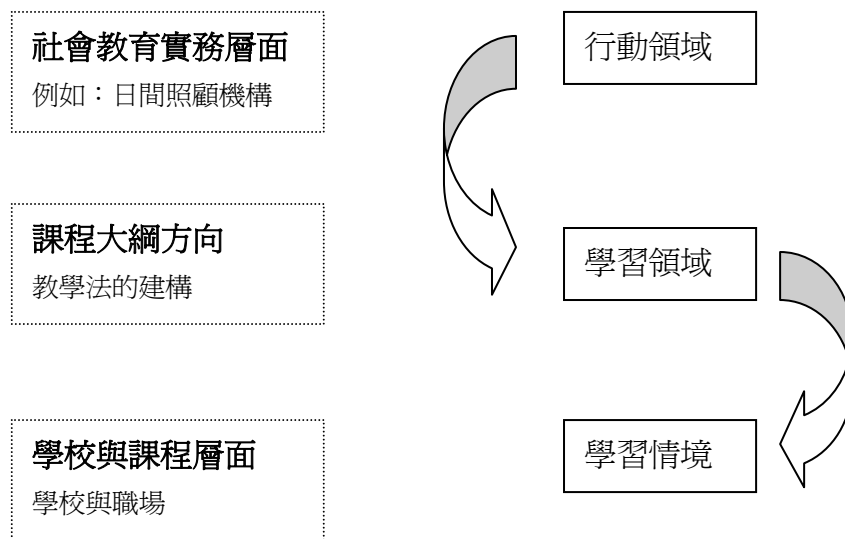 社會教育實務層面
例如：日間照顧機構
行動領域
課程大綱方向
教學法的建構
學習領域
學校與課程層面
學校與職場
學習情境